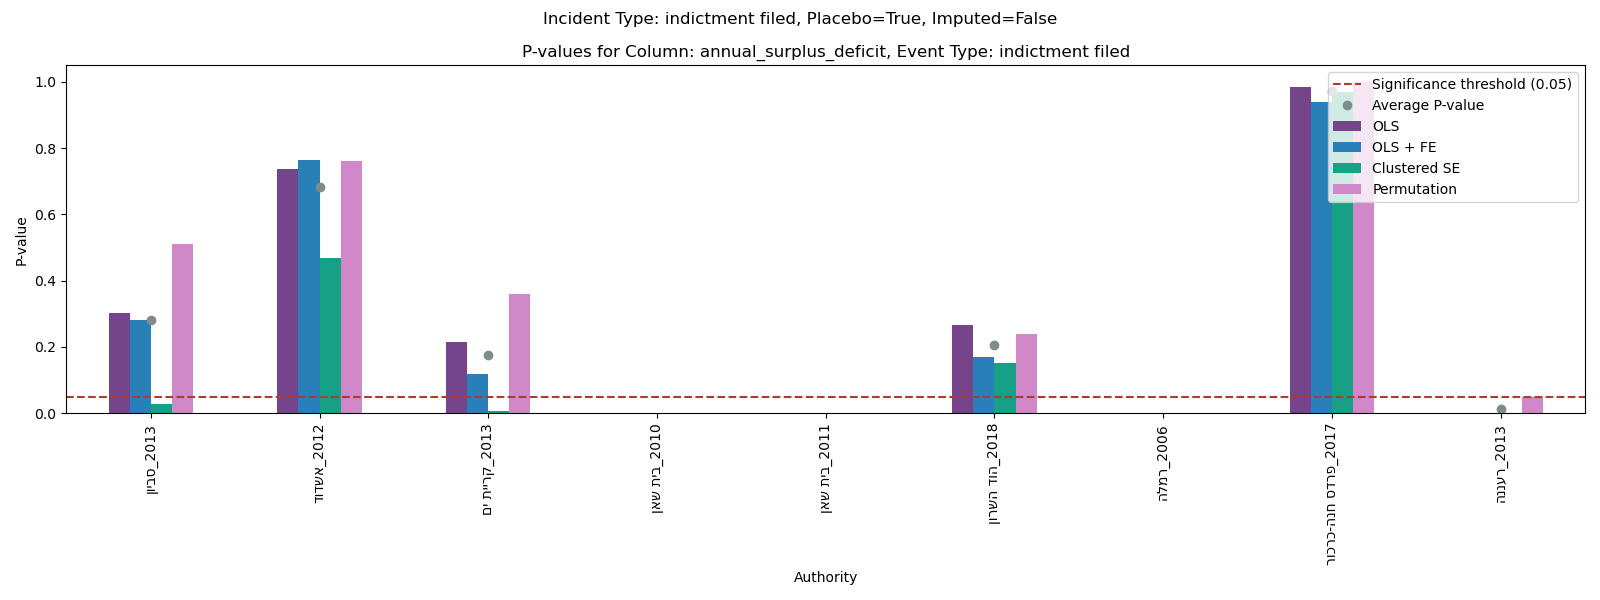 Incident Type: indictment filed, Placebo=True, Imputed=False
P-values for Column: annual_surplus_deficit, Event Type: indictment filed
P-value
1.0
0.8
0.6
0.4
0.2
0.0
Significance threshold (0.05)
Average P-value
OLS
OLS + FE
Clustered SE
Permutation
סביון_2013
אשדוד_2012
קריית ים_2013
בית שאן_2010
בית שאן_2011
הוד השרון_2018
רמלה_2006
פרדס חנה-כרכור_2017
רעננה_2013
Authority